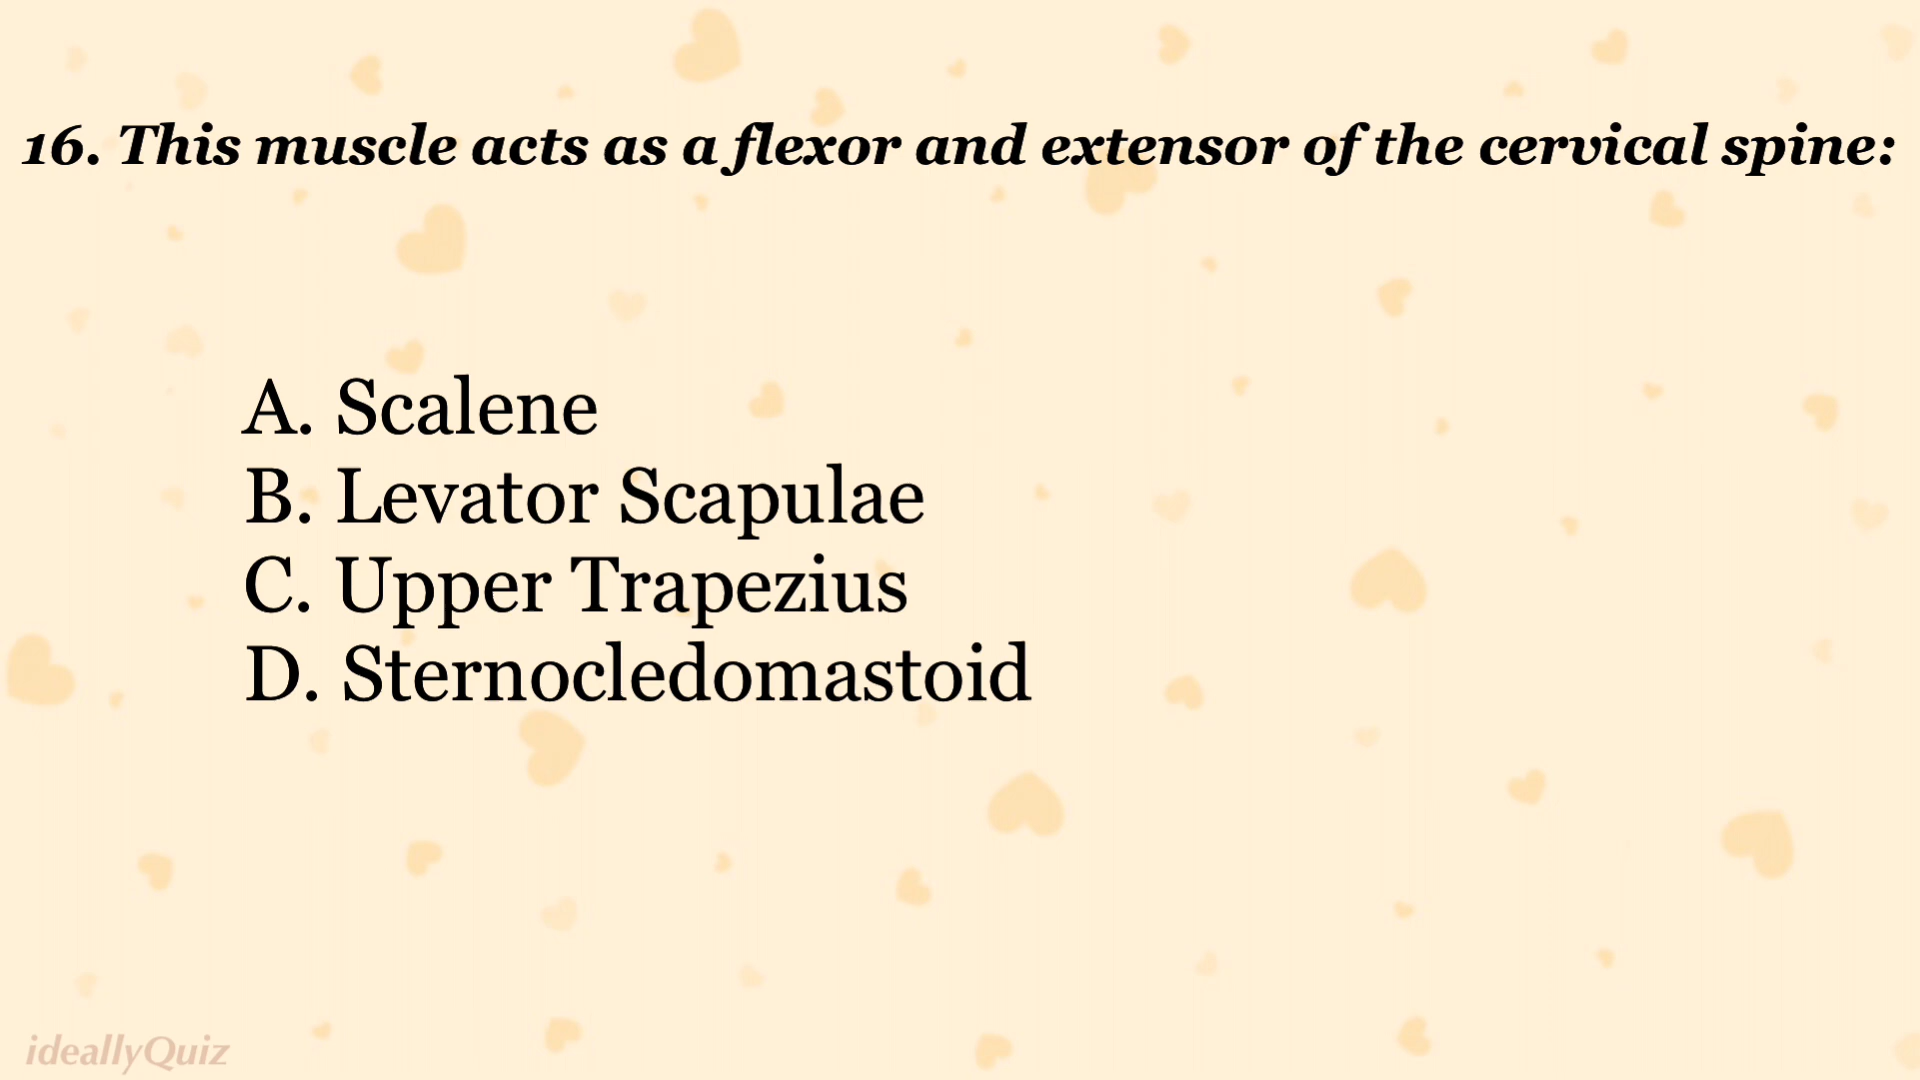 16. This muscle acts as a flexor and extensor of the cervical spine:
A. Scalene
B. Levator Scapulae
C. Upper Trapezius
D. Sternocledomastoid
ideallyQuiz